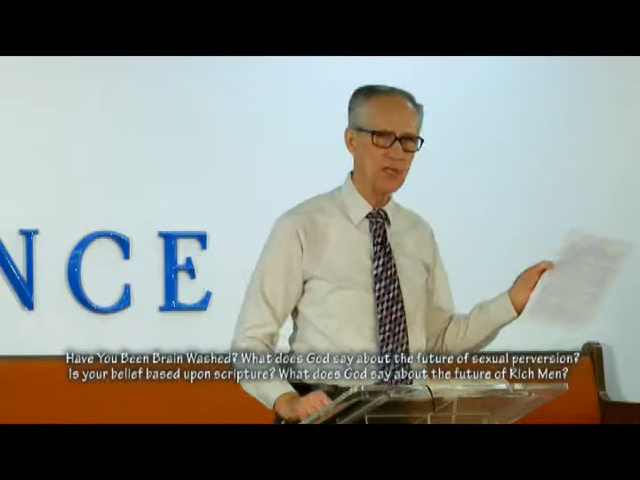 NCE
Have You Been Brain Washed? What does God say about the future of sexual perversion?
Is your belief based upon scripture? What does God say about the future of Rich Men?